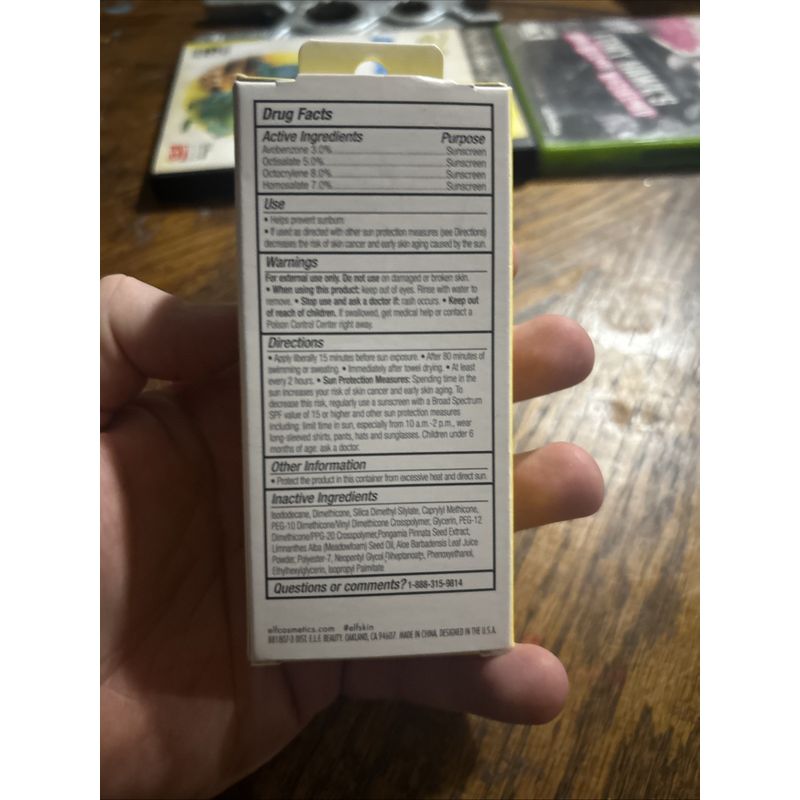 Drug Facts
Active Ingredients Purpose
Avobenzone 3.0% Sunscreen
Octisalate 5.0% Sunscreen
Octocrylene 8.0% Sunscreen
Homosalate 7.0% Sunscreen
Use
• Helps prevent sunburn
• If used as directed with other sun protection measures (see Directions)
decreases the risk of skin cancer and early skin aging caused by the sun.
Warnings
For external use only. Do not use on damaged or broken skin.
• When using this product: keep out of eyes. Rinse with water to
remove. • Stop use and ask a doctor if: rash occurs. • Keep out
of reach of children. If swallowed, get medical help or contact a
Poison Control Center right away.
Directions
• Apply liberally 15 minutes before sun exposure. • After 80 minutes of
swimming or sweating. • Immediately after towel drying. • At least
every 2 hours. • Sun Protection Measures: Spending time in the
sun increases your risk of skin cancer and early skin aging. To
decrease this risk, regularly use a sunscreen with a Broad Spectrum
SPF value of 15 or higher and other sun protection measures
including: limit time in sun, especially from 10 a.m.-2 p.m., wear
long-sleeved shirts, pants, hats and sunglasses. Children under 6
months of age: ask a doctor.
Other Information
• Protect the product in this container from excessive heat and direct sun
Inactive Ingredients
Isododecane, Dimethicone, Silica Dimethyl Silylate, Caprylyl Methicone,
PEG-10 Dimethicone/Vinyl Dimethicone Crosspolymer, Glycerin, PEG-12
Dimethicone/PPG-20 Crosspolymer,Pongamia Pinnata Seed Extract,
Limnanthes Alba (Meadowfoam) Seed Oil, Aloe Barbadensis Leaf Juice
Powder, Polyester-7, Neopentyl Glycol Diheptanoate, Phenoxyethanol,
Ethylhexylglycerin, Isopropyl Palmitate
Questions or comments? 1-888-315-9814
elfcosmetics.com #elfskin
DIST. E.L.F. BEAUTY. OAKLAND, CA 94607. MADE IN CHINA. DESIGNED IN THE U.S.A.